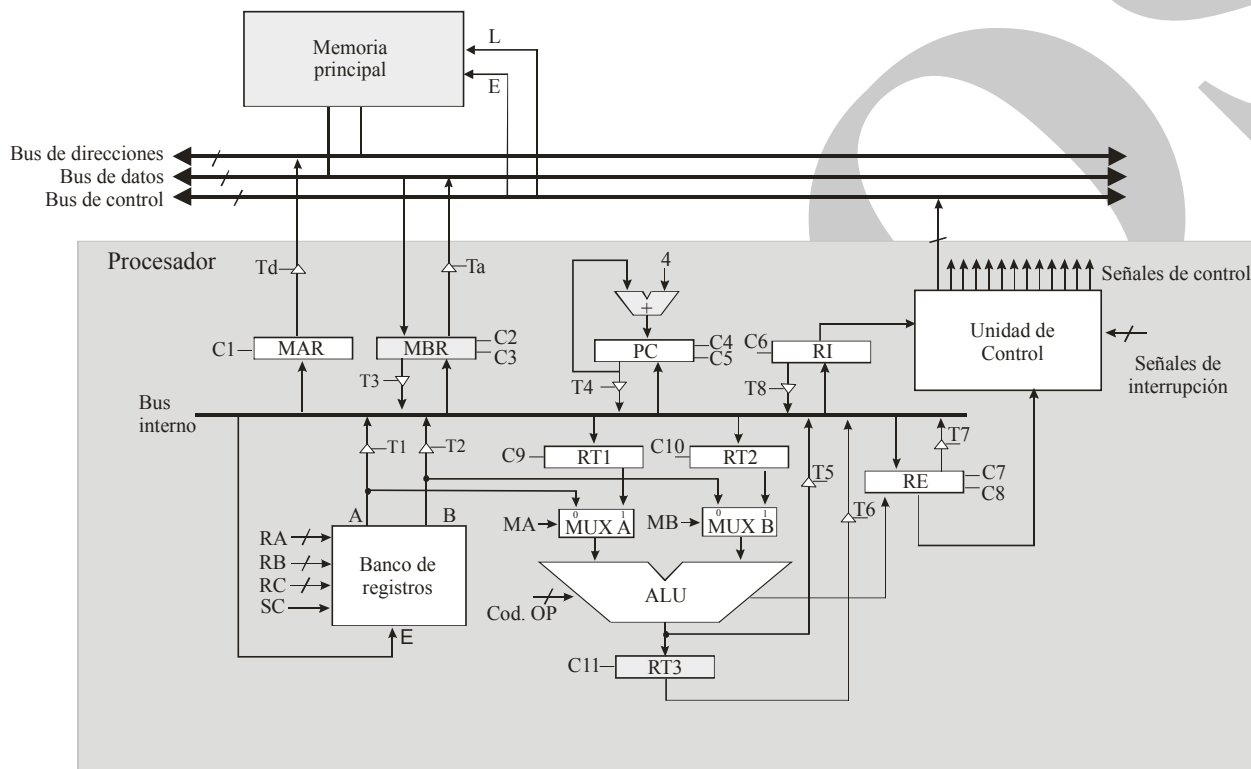 Memoria
principal
L
E
Bus de direcciones
Bus de datos
Bus de control
Procesador
Td
Ta
4
+
Señales de control
C1
MAR
MBR
C2
C3
PC
C4
C5
C6
RI
Unidad de
Control
Señales de
interrupción
T3
T4
T8
Bus
interno
T1
T2
C9
RT1
C10
RT2
T5
T7
RE
C7
C8
T6
A
B
MA
0
1
MUX A
MB
0
1
MUX B
RA
RB
RC
SC
Banco de
registros
E
Cod. OP
ALU
C11
RT3